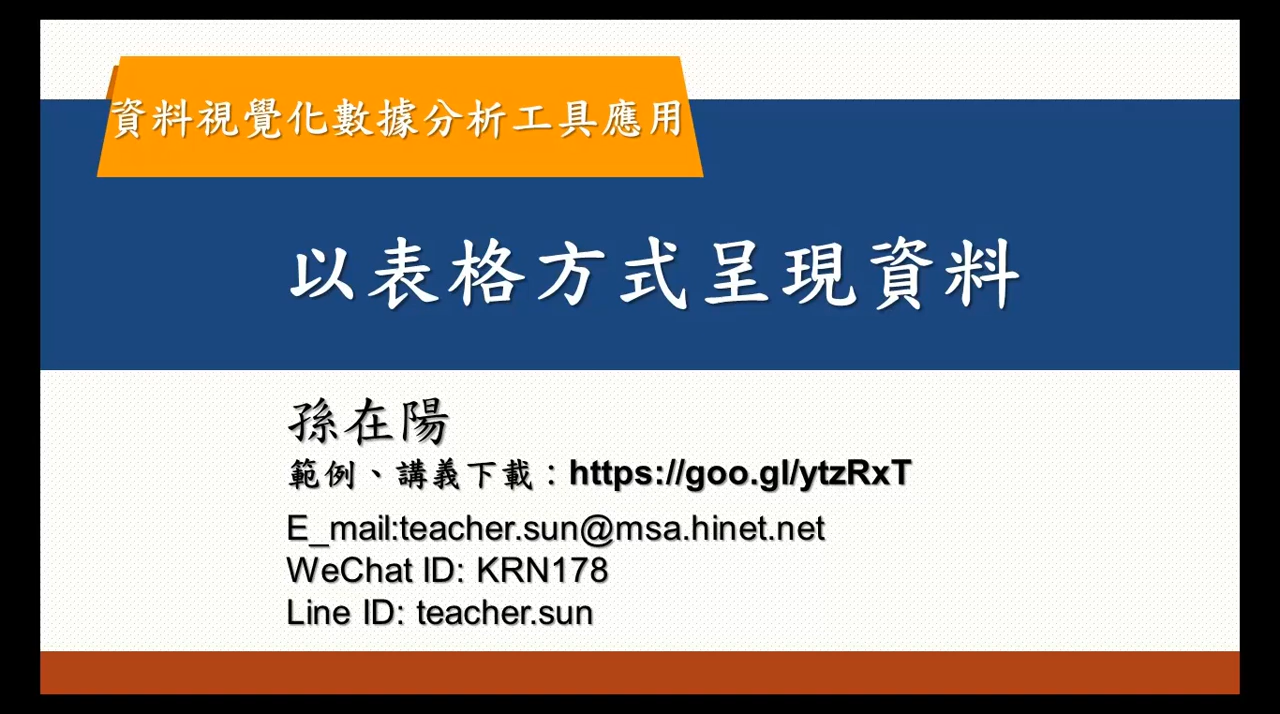 資料視覺化數據分析工具應用
以表格方式呈現資料
孫在陽
範例、講義下載：https://goo.gl/ytzRxT
E_mail:teacher.sun@msa.hinet.net
WeChat ID: KRN178
Line ID: teacher.sun